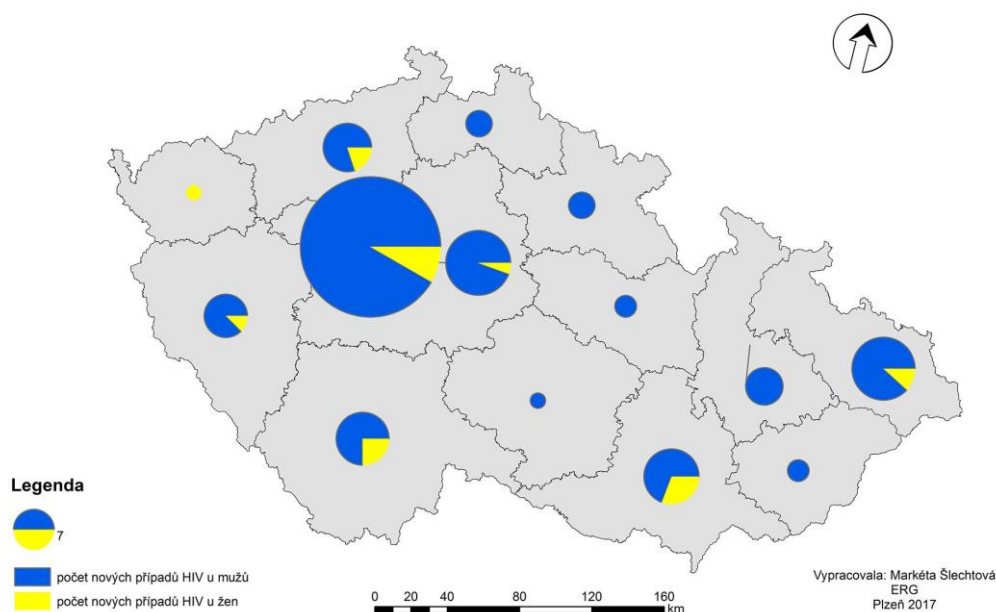 Legenda
7
počet nových případů HIV u mužů
počet nových případů HIV u žen
0 20 40 80 120 160
km
Vypracovala: Markéta Šlechtová
ERG
Plzeň 2017